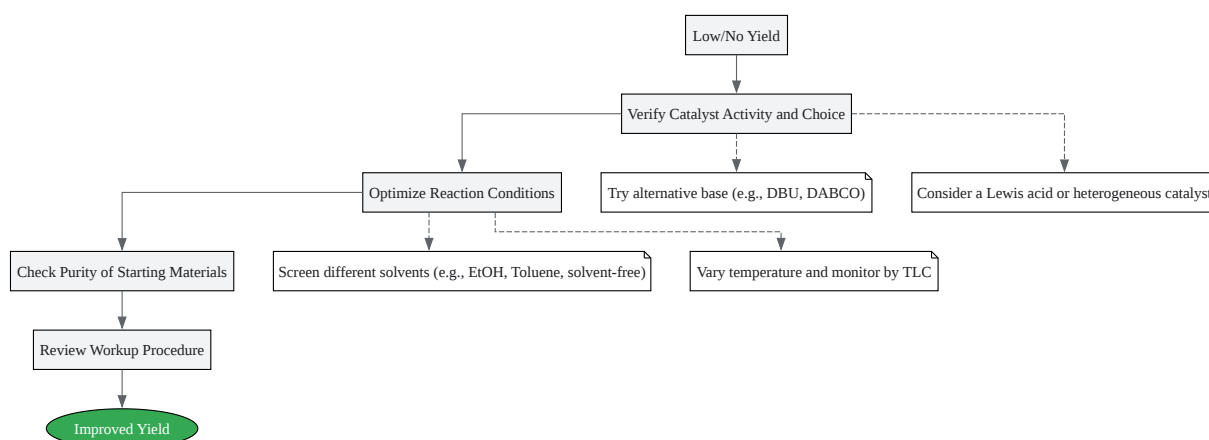 Low/No Yield
Verify Catalyst Activity and Choice
Optimize Reaction Conditions
Try alternative base (e.g., DBU, DABCO)
Consider a Lewis acid or heterogeneous catalyst
Check Purity of Starting Materials
Screen different solvents (e.g., EtOH, Toluene, solvent-free)
Vary temperature and monitor by TLC
Review Workup Procedure
Improved Yield